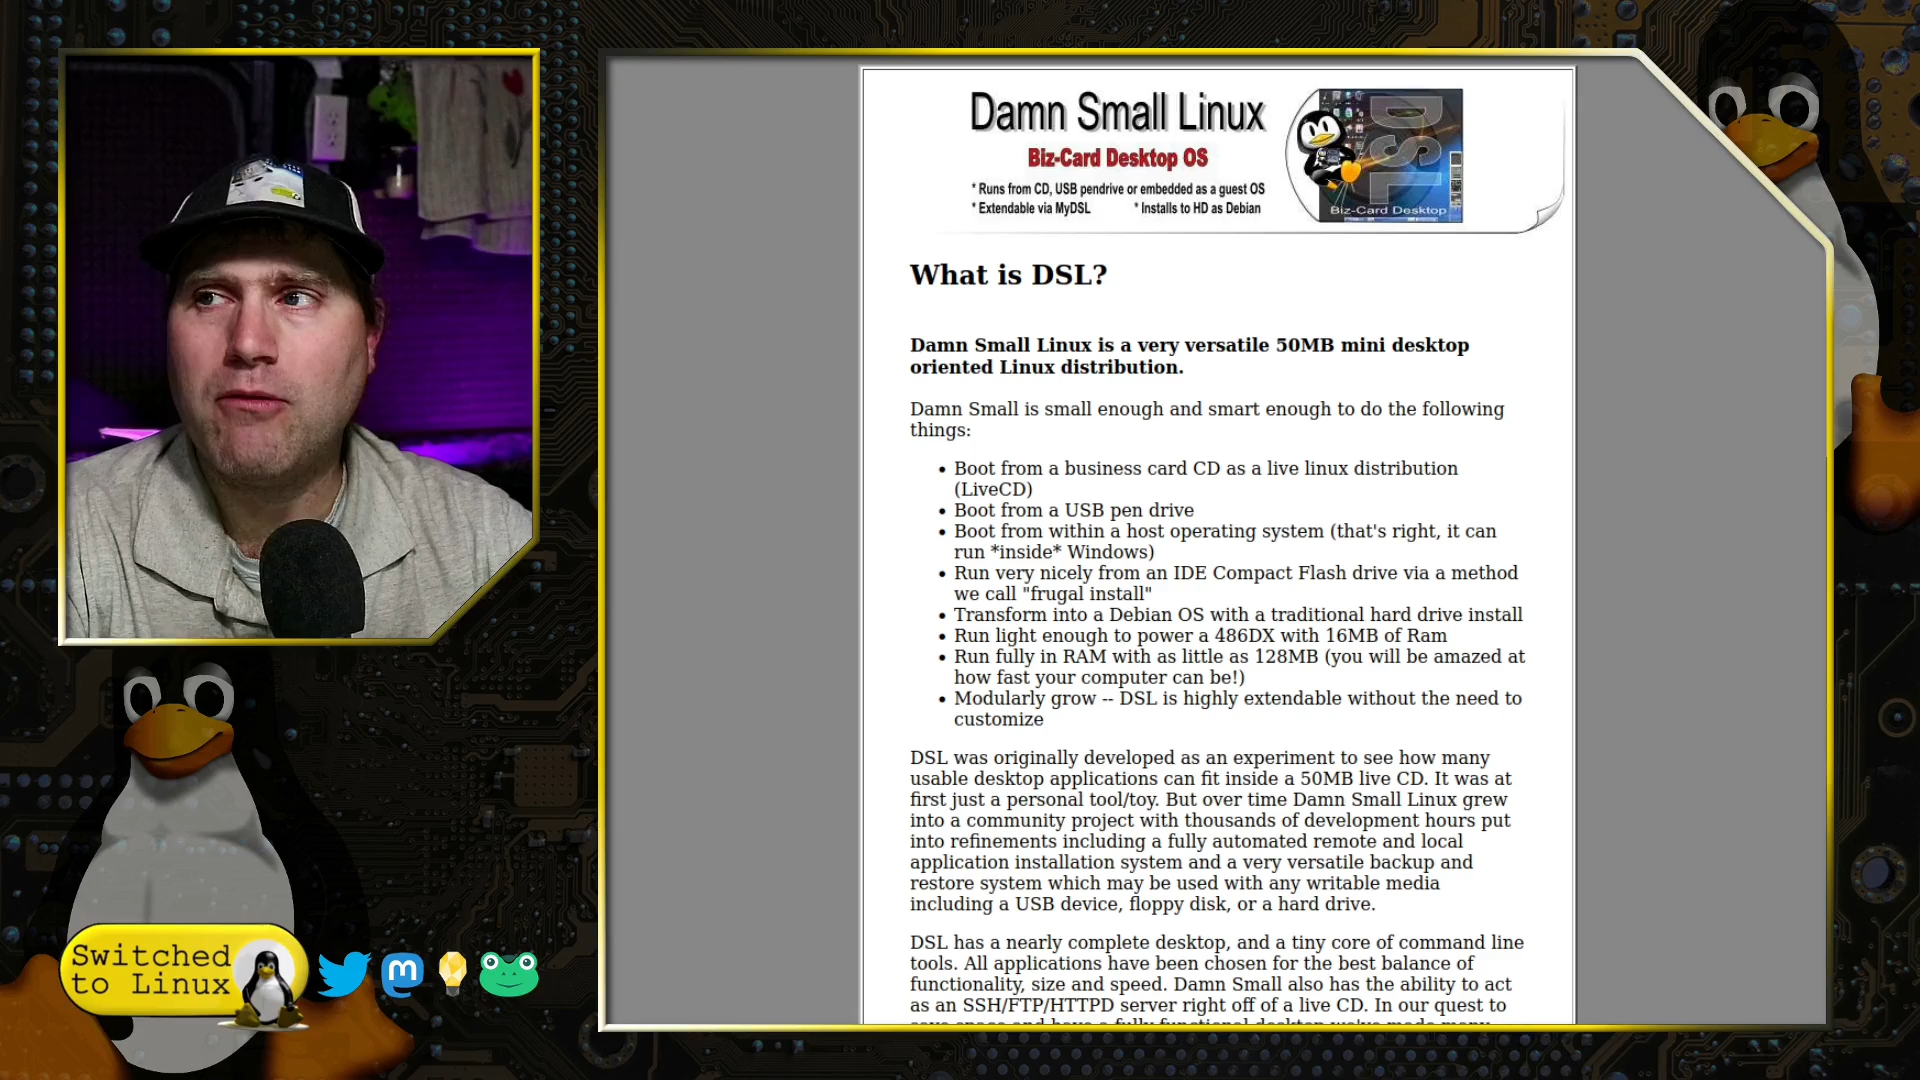 Damn Small Linux
Biz-Card Desktop OS
* Runs from CD, USB pendrive or embedded as a guest OS
* Extendable via MyDSL * Installs to HD as Debian
DSL
Biz-Card Desktop
What is DSL?
Damn Small Linux is a very versatile 50MB mini desktop
oriented Linux distribution.
Damn Small is small enough and smart enough to do the following
things:
• Boot from a business card CD as a live linux distribution
(LiveCD)
• Boot from a USB pen drive
• Boot from within a host operating system (that's right, it can
run *inside* Windows)
• Run very nicely from an IDE Compact Flash drive via a method
we call "frugal install"
• Transform into a Debian OS with a traditional hard drive install
• Run light enough to power a 486DX with 16MB of Ram
• Run fully in RAM with as little as 128MB (you will be amazed at
how fast your computer can be!)
• Modularly grow -- DSL is highly extendable without the need to
customize
DSL was originally developed as an experiment to see how many
usable desktop applications can fit inside a 50MB live CD. It was at
first just a personal tool/toy. But over time Damn Small Linux grew
into a community project with thousands of development hours put
into refinements including a fully automated remote and local
application installation system and a very versatile backup and
restore system which may be used with any writable media
including a USB device, floppy disk, or a hard drive.
DSL has a nearly complete desktop, and a tiny core of command line
tools. All applications have been chosen for the best balance of
functionality, size and speed. Damn Small also has the ability to act
as an SSH/FTP/HTTPD server right off of a live CD. In our quest to
save space and have a fully functional desktop we've made many
Switched
to Linux
m